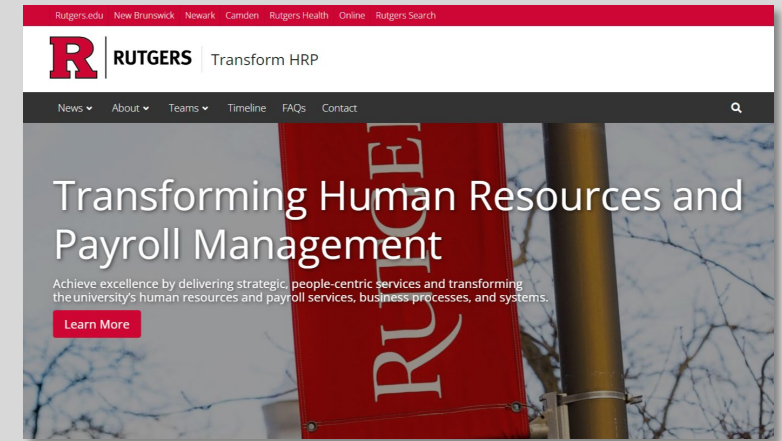 Rutgers.edu New Brunswick Newark Camden Rutgers Health Online Rutgers Search
R RUTGERS Transform HRP
News About Teams Timeline FAQs Contact
Transforming Human Resources and
Payroll Management
Achieve excellence by delivering strategic, people-centric services and transforming
the university's human resources and payroll services, business processes, and systems.
Learn More
RUTGER